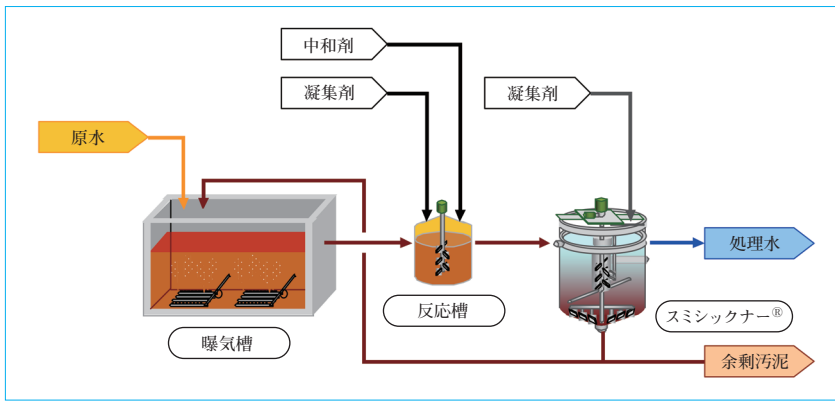 中和剤
凝集剤
凝集剤
原水
処理水
反応槽
スミシックナー®
曝気槽
余剰汚泥